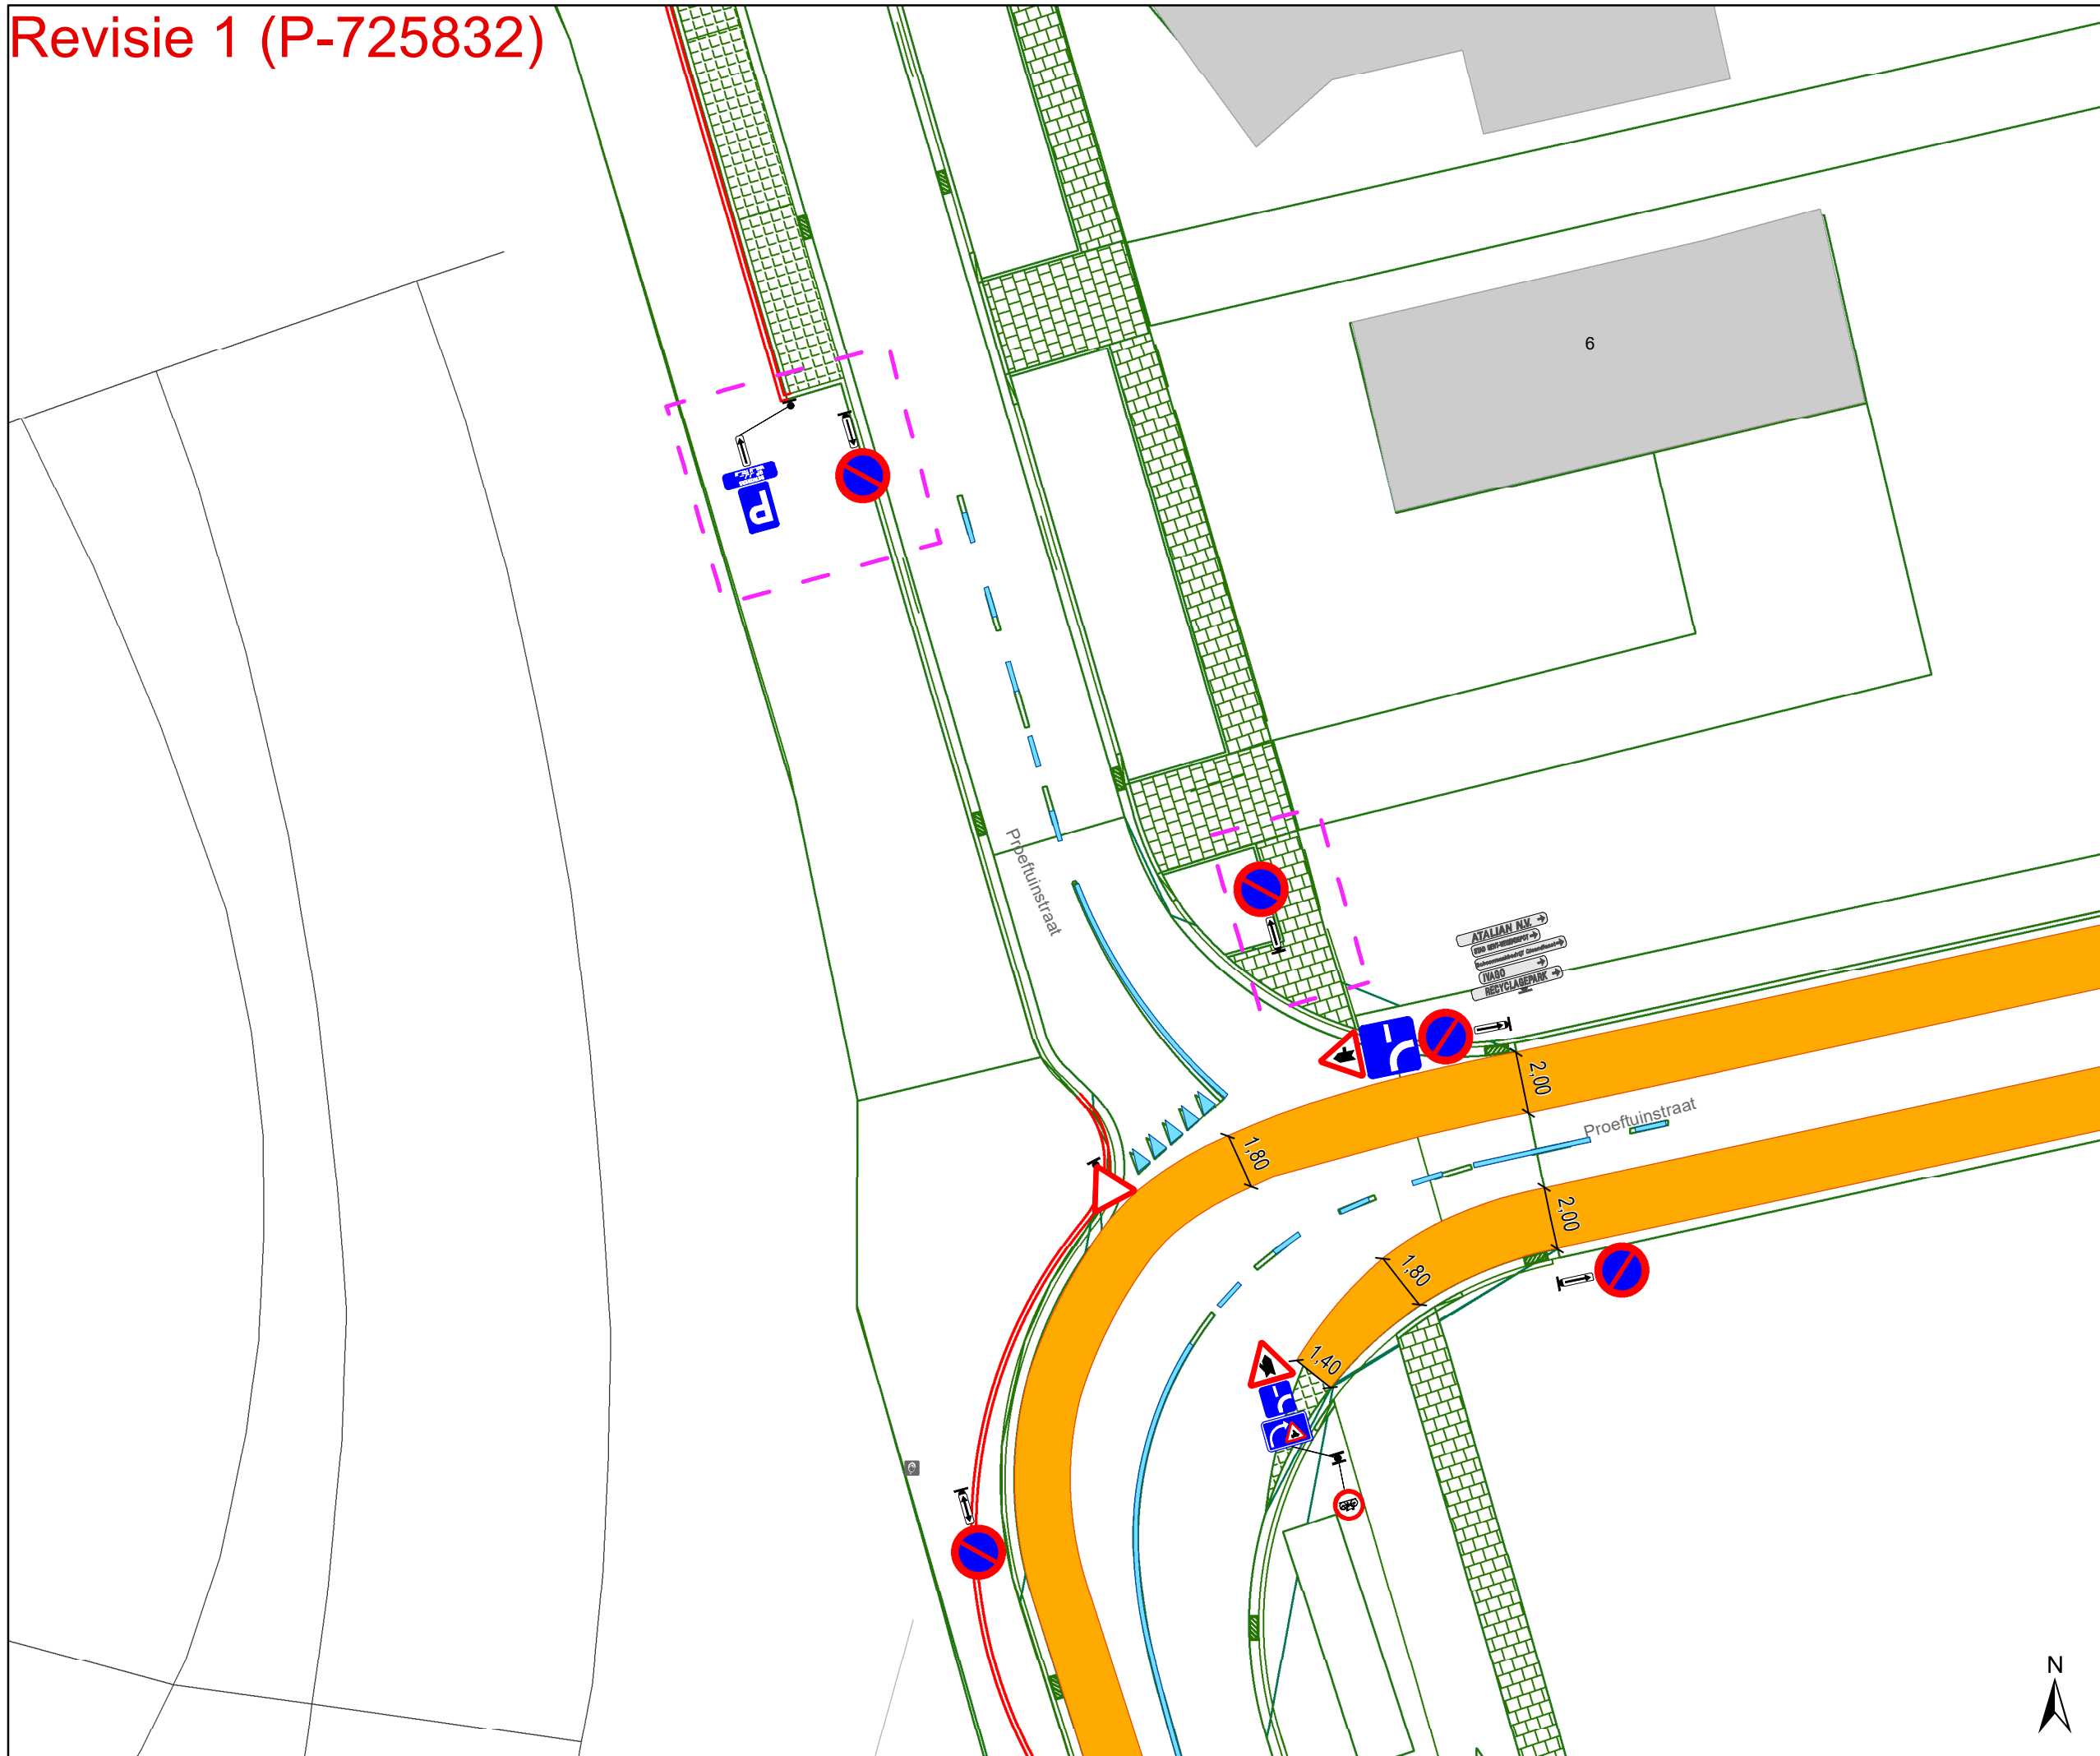 Revisie 1 (P-725832)
6
P
Proeftuinstraat
ATALIAN N.V.
IVAGO
RECYCLAGEPARK
2,00
Proeftuinstraat
1,80
2,00
1,80
1,40
N